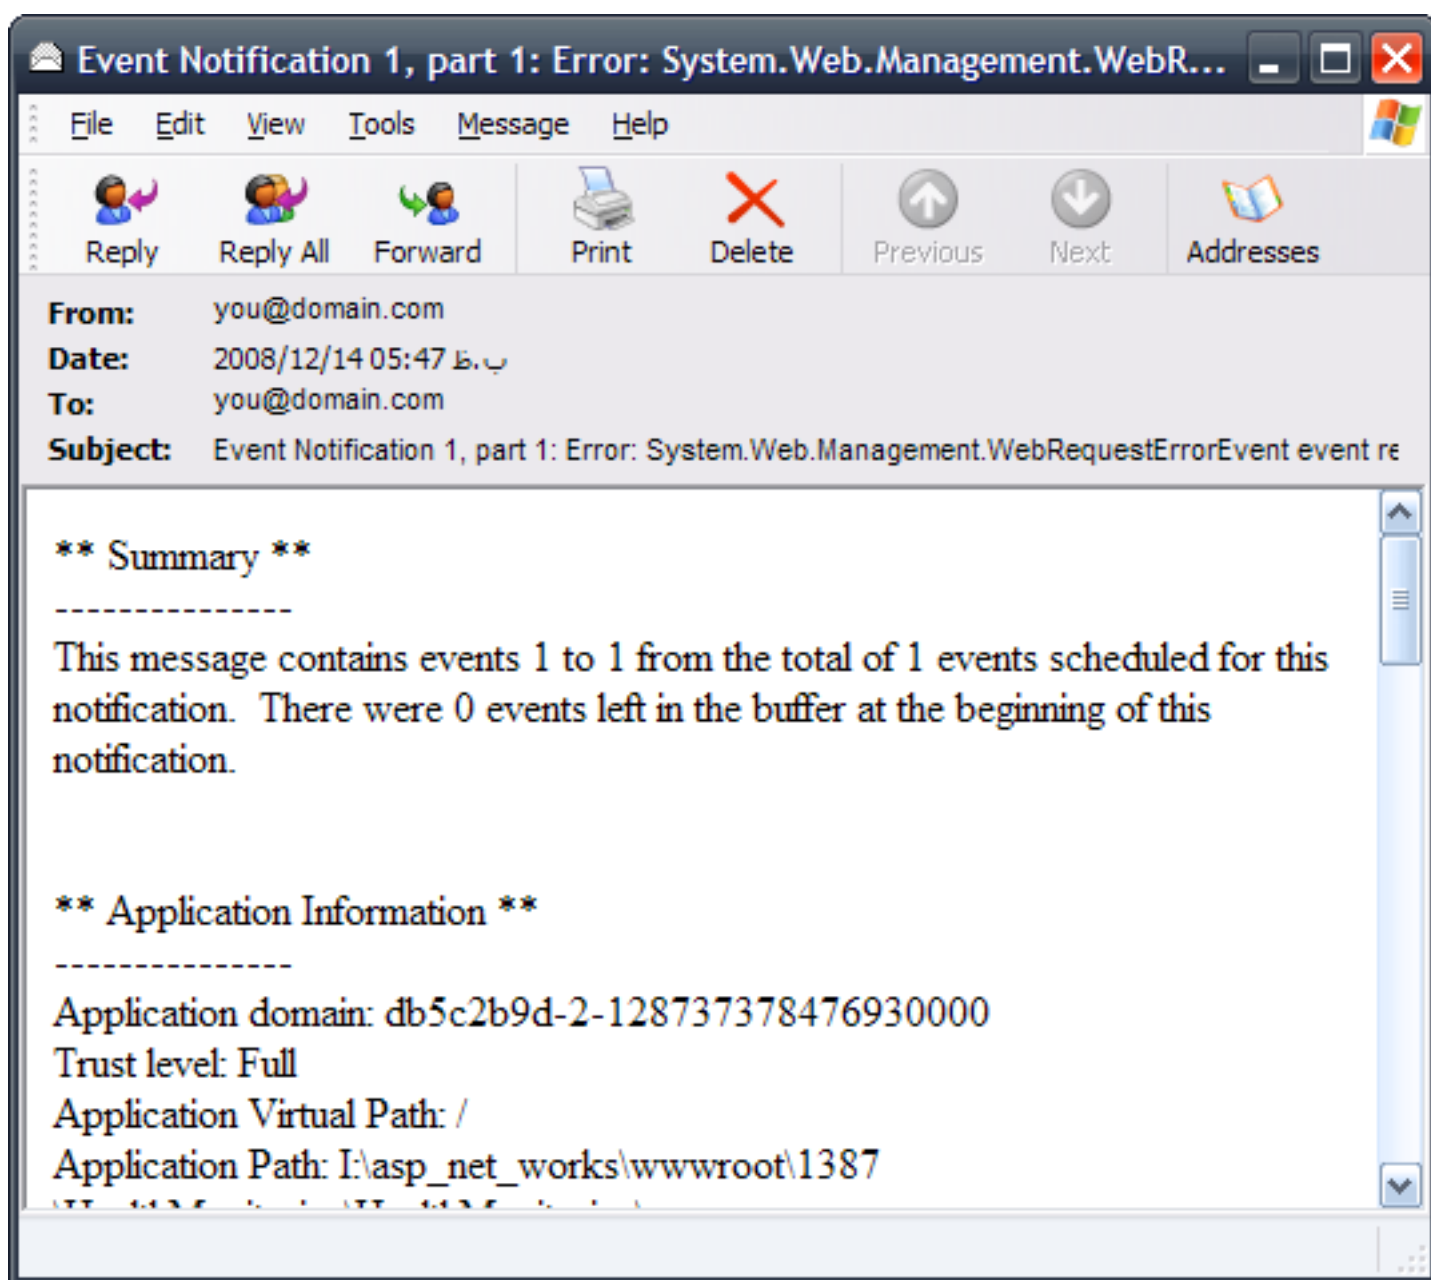 Event Notification 1, part 1: Error: System.Web.Management.WebR...
File Edit View Tools Message Help
Reply Reply All Forward Print Delete Previous Next Addresses
From: you@domain.com
Date: 2008/12/14 05:47 ب.ظ
To: you@domain.com
Subject: Event Notification 1, part 1: Error: System.Web.Management.WebRequestErrorEvent event re
** Summary **
---------------
This message contains events 1 to 1 from the total of 1 events scheduled for this
notification.  There were 0 events left in the buffer at the beginning of this
notification.
** Application Information **
---------------
Application domain: db5c2b9d-2-128737378476930000
Trust level: Full
Application Virtual Path: /
Application Path: I:\asp_net_works\wwwroot\1387